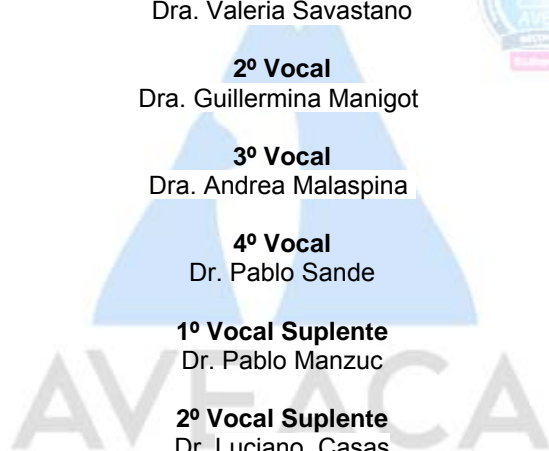 Dra. Valeria Savastano
2º Vocal
Dra. Guillermina Manigot
3º Vocal
Dra. Andrea Malaspina
4º Vocal
Dr. Pablo Sande
1º Vocal Suplente
Dr. Pablo Manzuc
2º Vocal Suplente
Dr. Luciano Casas
AVEACA